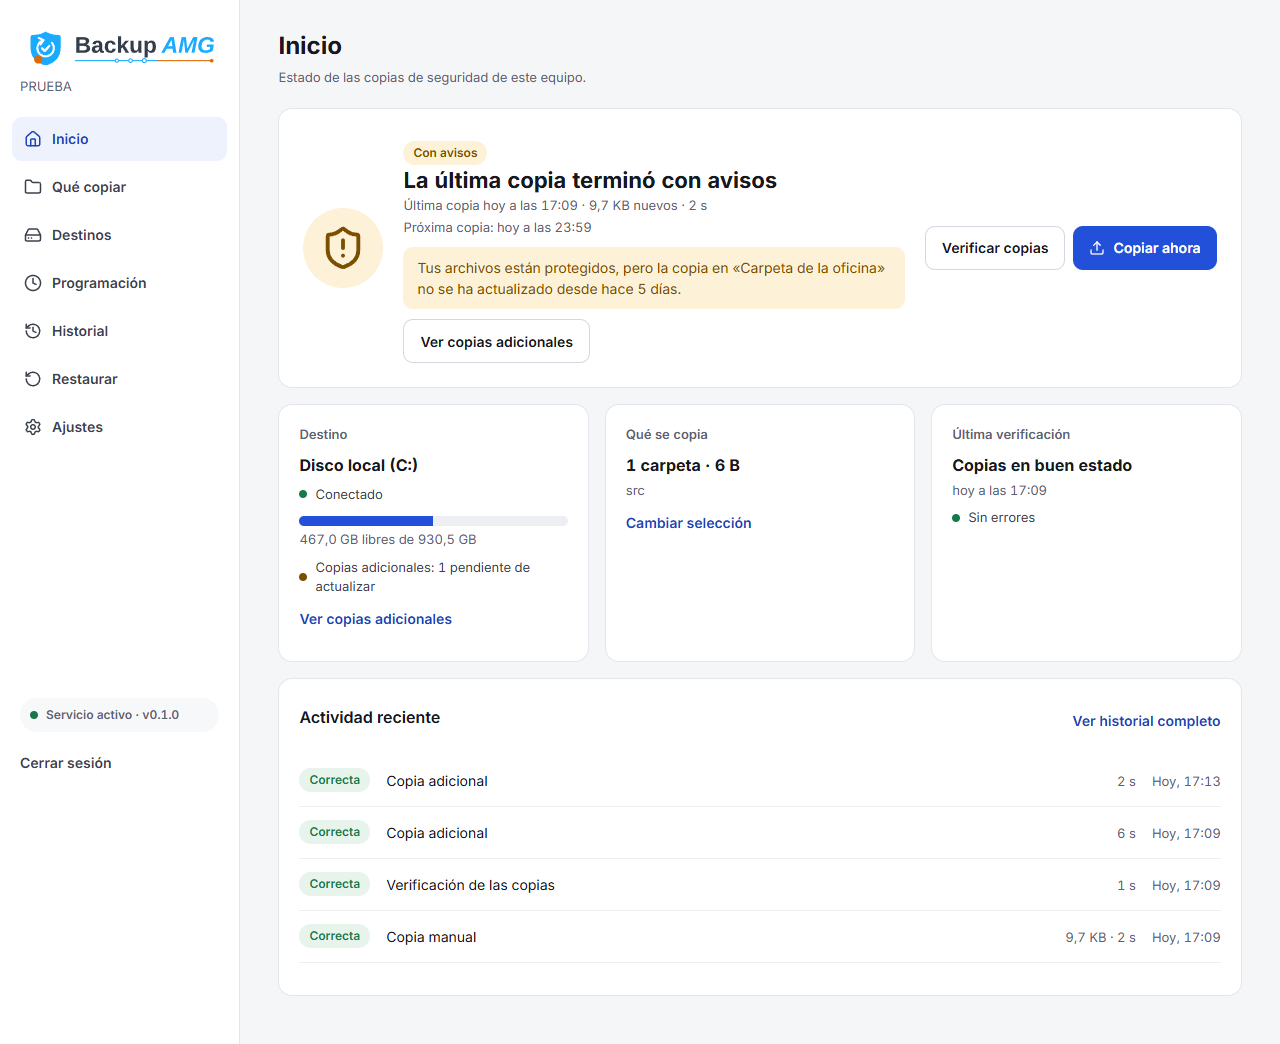 Backup AMG
PRUEBA
Inicio
Qué copiar
Destinos
Programación
Historial
Restaurar
Ajustes
Servicio activo · v0.1.0
Cerrar sesión
Inicio
Estado de las copias de seguridad de este equipo.
Con avisos
La última copia terminó con avisos
Última copia hoy a las 17:09 · 9,7 KB nuevos · 2 s
Próxima copia: hoy a las 23:59
Tus archivos están protegidos, pero la copia en «Carpeta de la oficina»
no se ha actualizado desde hace 5 días.
Ver copias adicionales
Verificar copias
Copiar ahora
Destino
Disco local (C:)
Conectado
467,0 GB libres de 930,5 GB
Copias adicionales: 1 pendiente de
actualizar
Ver copias adicionales
Qué se copia
1 carpeta · 6 B
src
Cambiar selección
Última verificación
Copias en buen estado
hoy a las 17:09
Sin errores
Actividad reciente
Ver historial completo
Correcta Copia adicional 2 s Hoy, 17:13
Correcta Copia adicional 6 s Hoy, 17:09
Correcta Verificación de las copias 1 s Hoy, 17:09
Correcta Copia manual 9,7 KB · 2 s Hoy, 17:09